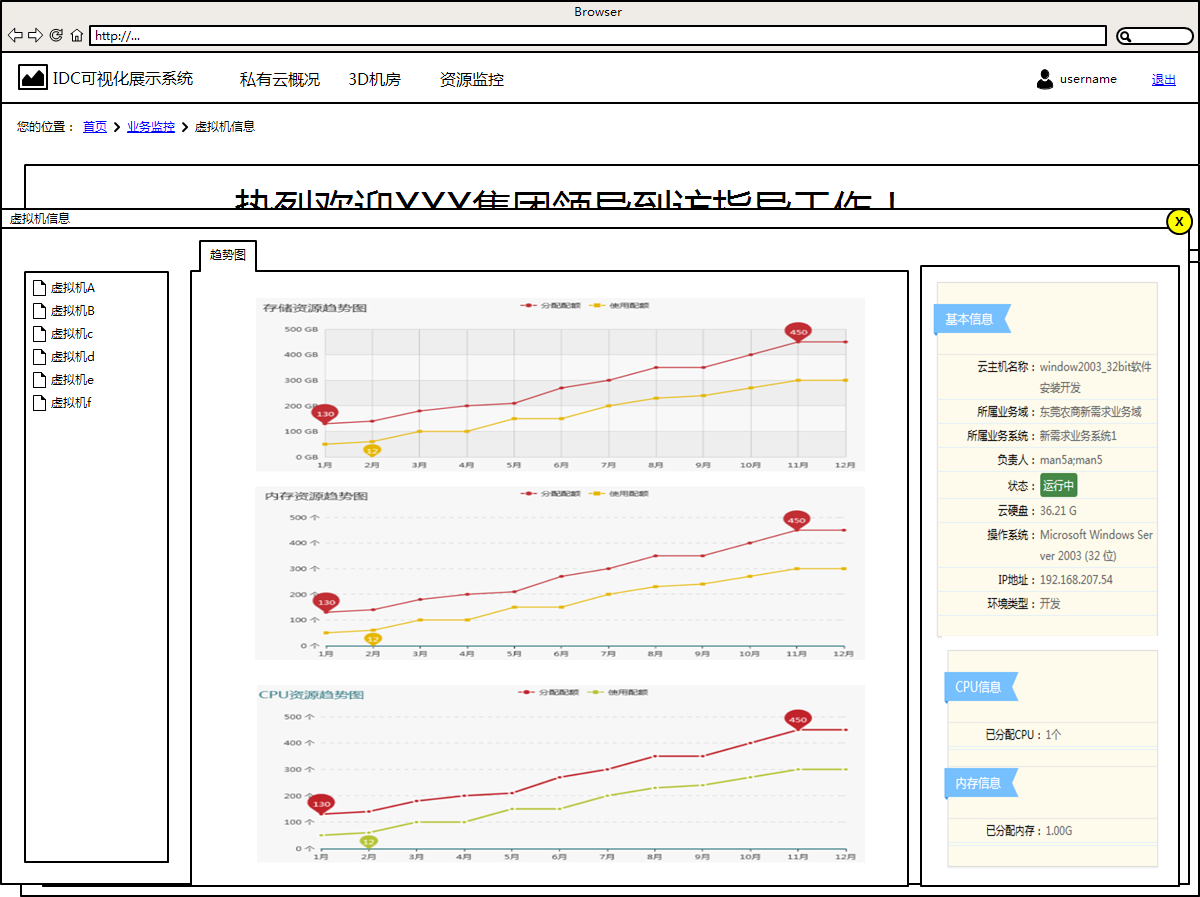 Browser
http://...
IDC可视化展示系统
私有云概况
3D机房
资源监控
username
退出
您的位置：
首页
业务监控
虚拟机信息
热烈欢迎XXX集团领导到访指导工作！
虚拟机信息
X
虚拟机A
虚拟机B
虚拟机c
虚拟机d
虚拟机e
虚拟机f
趋势图
存储资源趋势图
分配配额
使用配额
500 GB
400 GB
300 GB
200 GB
100 GB
0 GB
130
12
450
1月 2月 3月 4月 5月 6月 7月 8月 9月 10月 11月 12月
内存资源趋势图
分配配额
使用配额
500 个
400 个
300 个
200 个
100 个
0 个
130
12
450
1月 2月 3月 4月 5月 6月 7月 8月 9月 10月 11月 12月
CPU资源趋势图
分配配额
使用配额
500 个
400 个
300 个
200 个
100 个
0 个
130
12
450
1月 2月 3月 4月 5月 6月 7月 8月 9月 10月 11月 12月
基本信息
云主机名称：window2003_32bit软件
安装开发
所属业务域：东莞农商新需求业务域
所属业务系统：新需求业务系统1
负责人：man5a;man5
状态：运行中
云硬盘：36.21 G
操作系统：Microsoft Windows Ser
ver 2003 (32 位)
IP地址：192.168.207.54
环境类型：开发
CPU信息
已分配CPU：1个
内存信息
已分配内存：1.00G